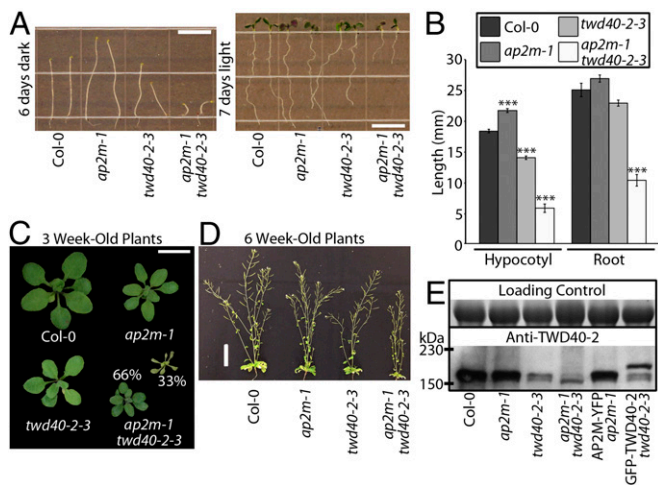 A
6 days dark
Col-0
ap2m-1
twd40-2-3
ap2m-1
twd40-2-3
7 days light
Col-0
ap2m-1
twd40-2-3
ap2m-1
twd40-2-3
B
Col-0
twd40-2-3
ap2m-1
ap2m-1
twd40-2-3
Length (mm)
30
25
20
15
10
5
0
***
***
***
***
Hypocotyl
Root
C
3 Week-Old Plants
Col-0
ap2m-1
66%
33%
twd40-2-3
ap2m-1
twd40-2-3
D
6 Week-Old Plants
Col-0
ap2m-1
twd40-2-3
ap2m-1
twd40-2-3
E
Loading Control
kDa
Anti-TWD40-2
230
150
Col-0
ap2m-1
twd40-2-3
ap2m-1
twd40-2-3
AP2M-YFP
ap2m-1
GFP-TWD40-2
twd40-2-3